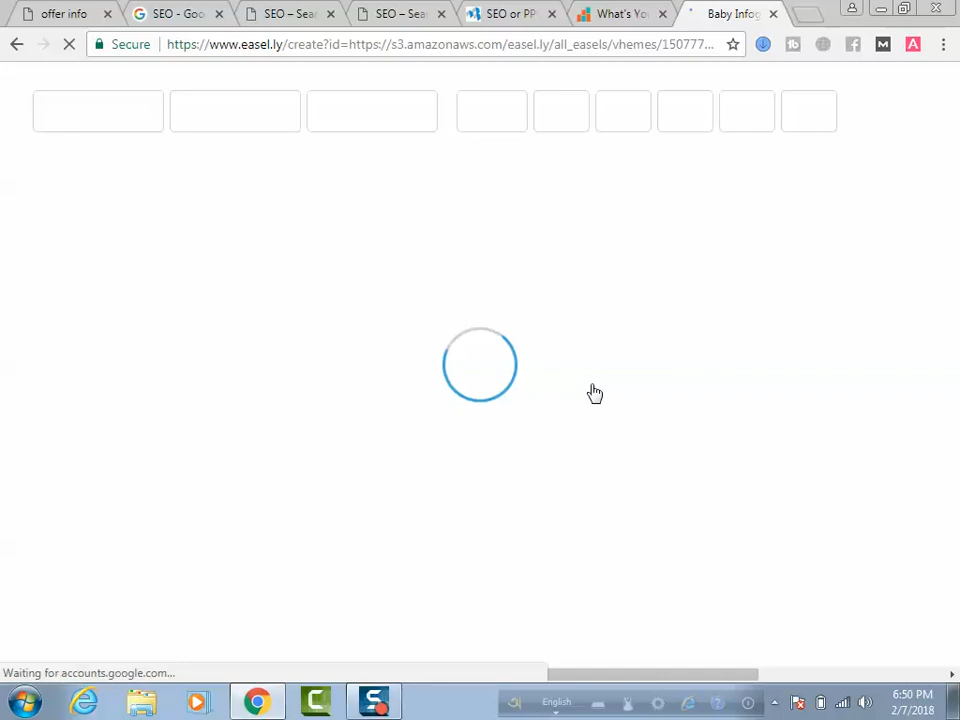 offer info
SEO - Goo
SEO – Sea
SEO – Sea
SEO or PP
What's Yo
Baby Infog
Secure
https://www.easel.ly/create?id=https://s3.amazonaws.com/easel.ly/all_easels/vhemes/150777...
Waiting for accounts.google.com...
English
6:50 PM
2/7/2018